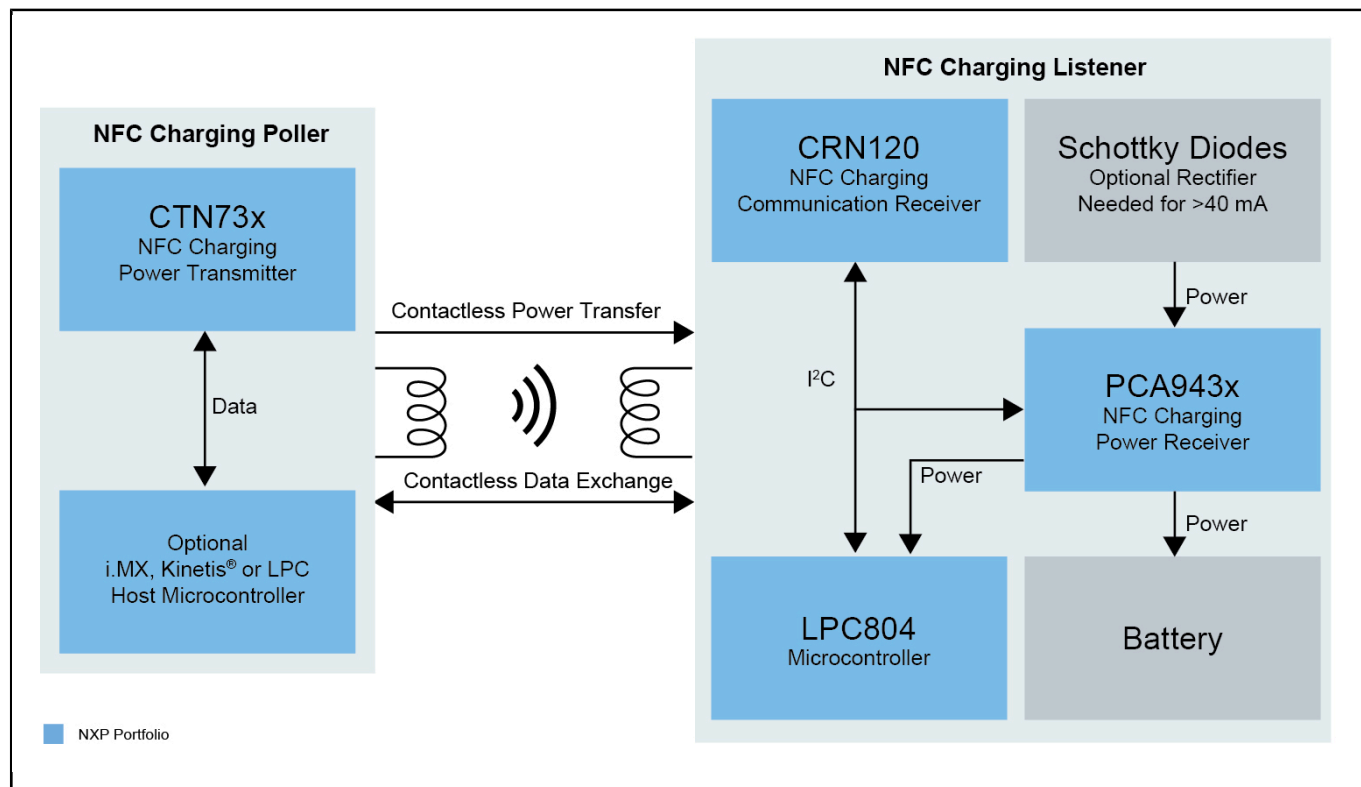 NFC Charging Poller
CTN73x
NFC Charging
Power Transmitter
Data
Optional
i.MX, Kinetis® or LPC
Host Microcontroller
Contactless Power Transfer
Contactless Data Exchange
NFC Charging Listener
CRN120
NFC Charging
Communication Receiver
Schottky Diodes
Optional Rectifier
Needed for >40 mA
Power
I²C
PCA943x
NFC Charging
Power Receiver
Power
Power
LPC804
Microcontroller
Battery
NXP Portfolio